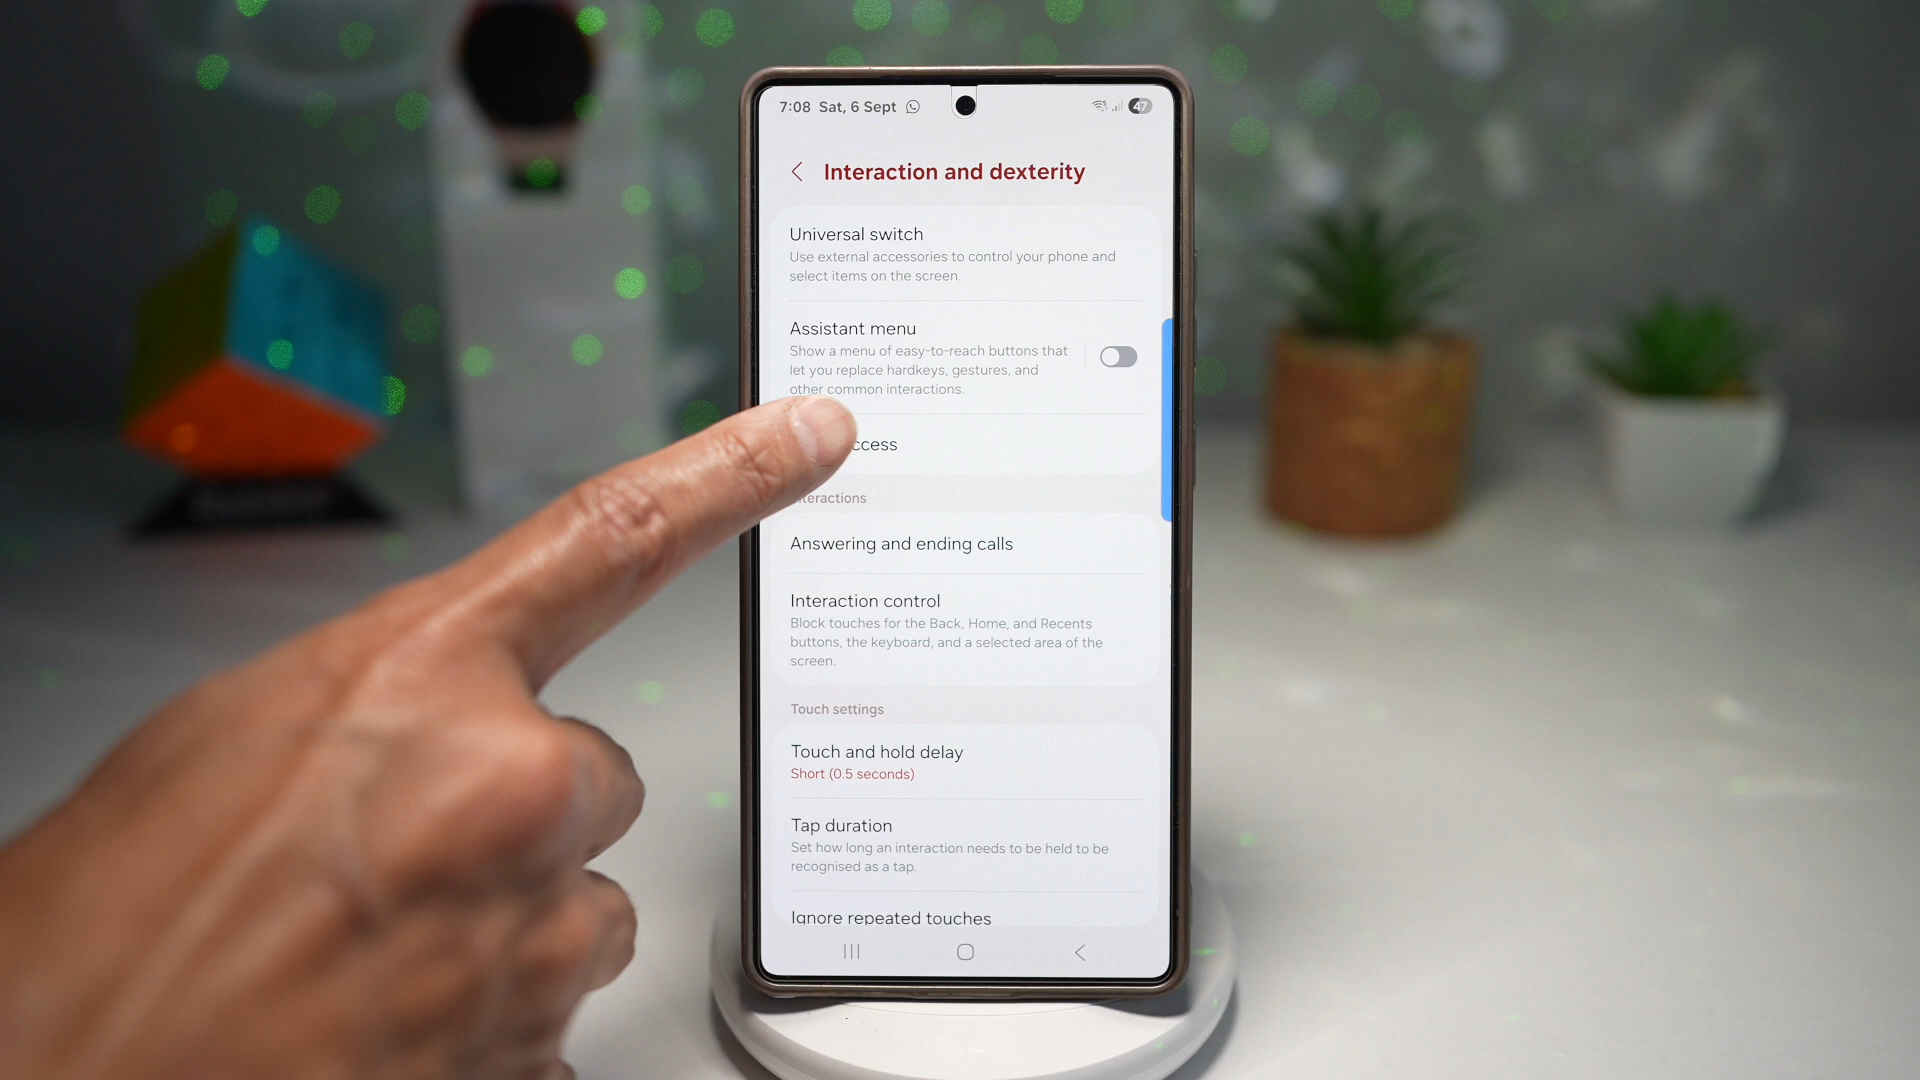 7:08 Sat, 6 Sept 47
Interaction and dexterity
Universal switch
Use external accessories to control your phone and
select items on the screen.
Assistant menu
Show a menu of easy-to-reach buttons that
let you replace hardkeys, gestures, and
other common interactions.
ccess
teractions
Answering and ending calls
Interaction control
Block touches for the Back, Home, and Recents
buttons, the keyboard, and a selected area of the
screen.
Touch settings
Touch and hold delay
Short (0.5 seconds)
Tap duration
Set how long an interaction needs to be held to be
recognised as a tap.
Ignore repeated touches